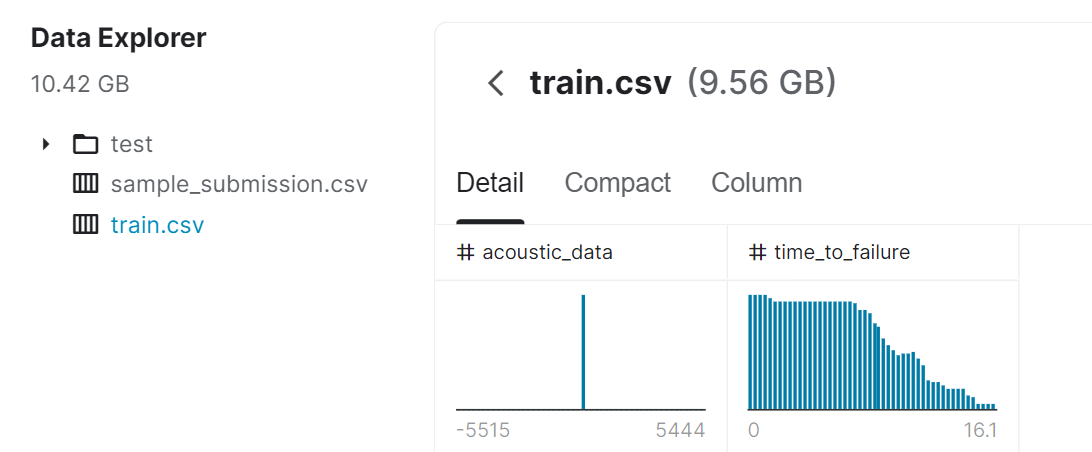 Data Explorer
10.42 GB
test
sample_submission.csv
train.csv
train.csv (9.56 GB)
Detail Compact Column
# acoustic_data # time_to_failure
-5515 5444 0 16.1